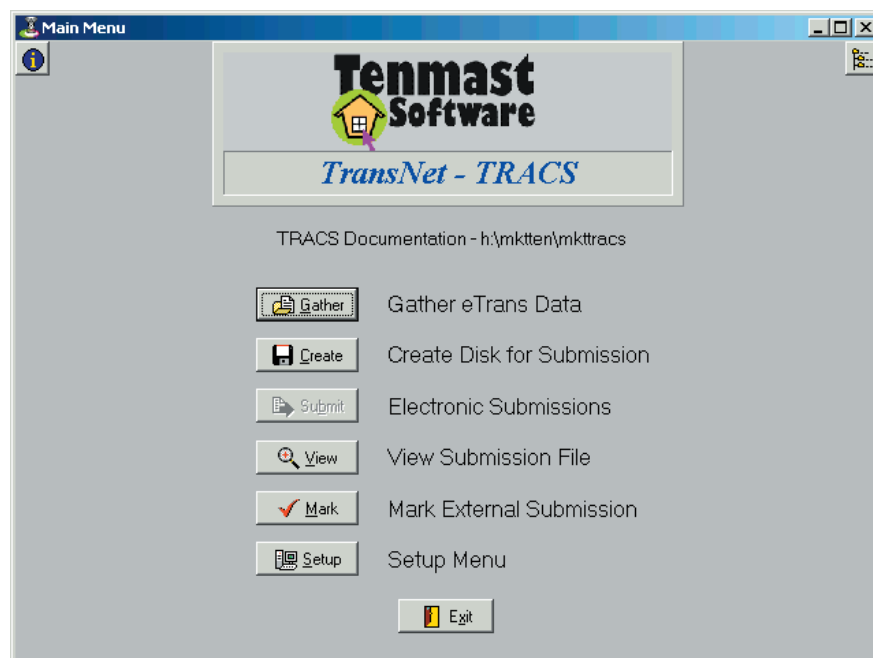 Main Menu
Tenmast
Software
TransNet - TRACS
TRACS Documentation - h:\mktten\mkttracs
Gather Gather eTrans Data
Create Create Disk for Submission
Submit Electronic Submissions
View View Submission File
Mark Mark External Submission
Setup Setup Menu
Exit